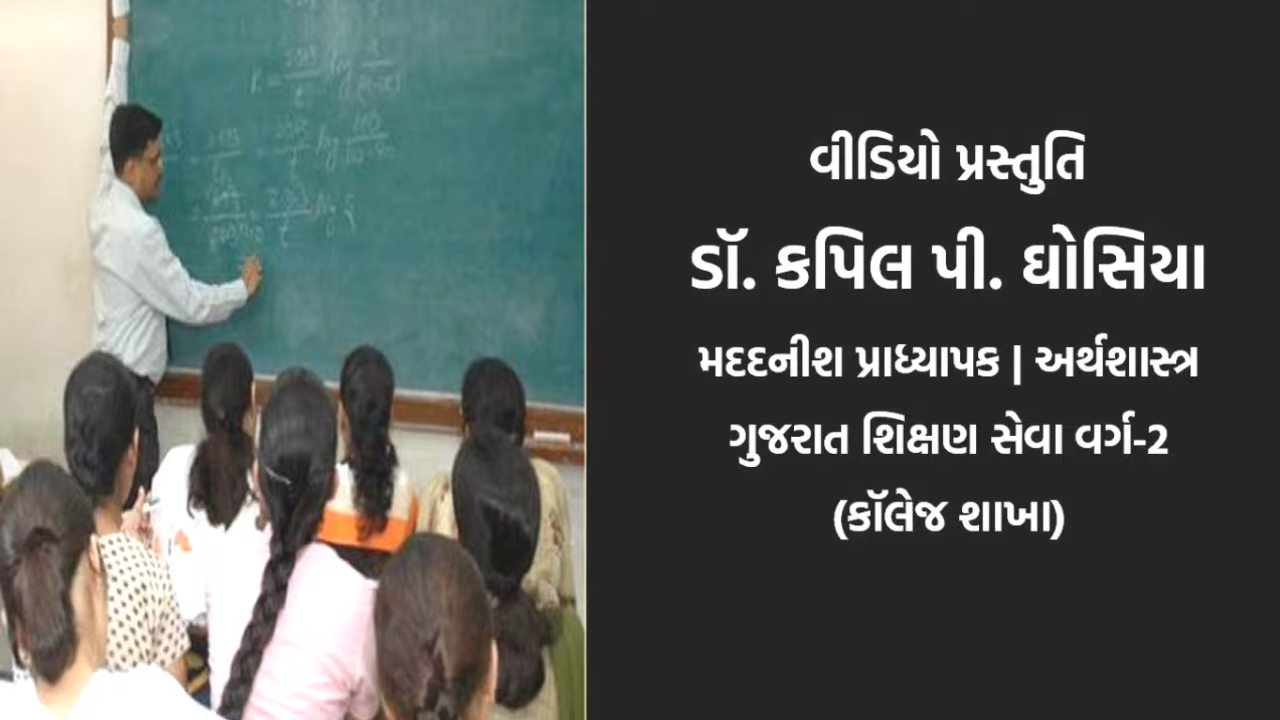 વીડિયો પ્રસ્તુતિ
ડૉ. કપિલ પી. ઘોસિયા
મદદનીશ પ્રાધ્યાપક | અર્થશાસ્ત્ર
ગુજરાત શિક્ષણ સેવા વર્ગ-2
(કૉલેજ શાખા)